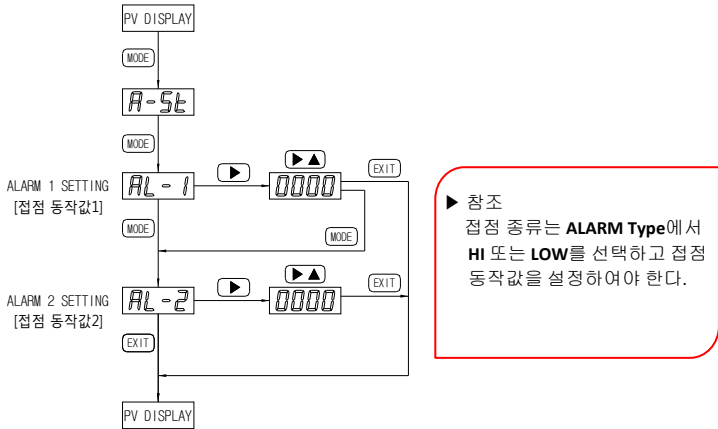 PV DISPLAY
MODE
A-St
MODE
ALARM 1 SETTING
[접점 동작값1]
AL-1
▶
▶▲
0000
EXIT
MODE
MODE
ALARM 2 SETTING
[접점 동작값2]
AL-2
▶
▶▲
0000
EXIT
EXIT
PV DISPLAY
▶ 참조
접점 종류는 ALARM Type에서
HI 또는 LOW를 선택하고 접점
동작값을 설정하여야 한다.